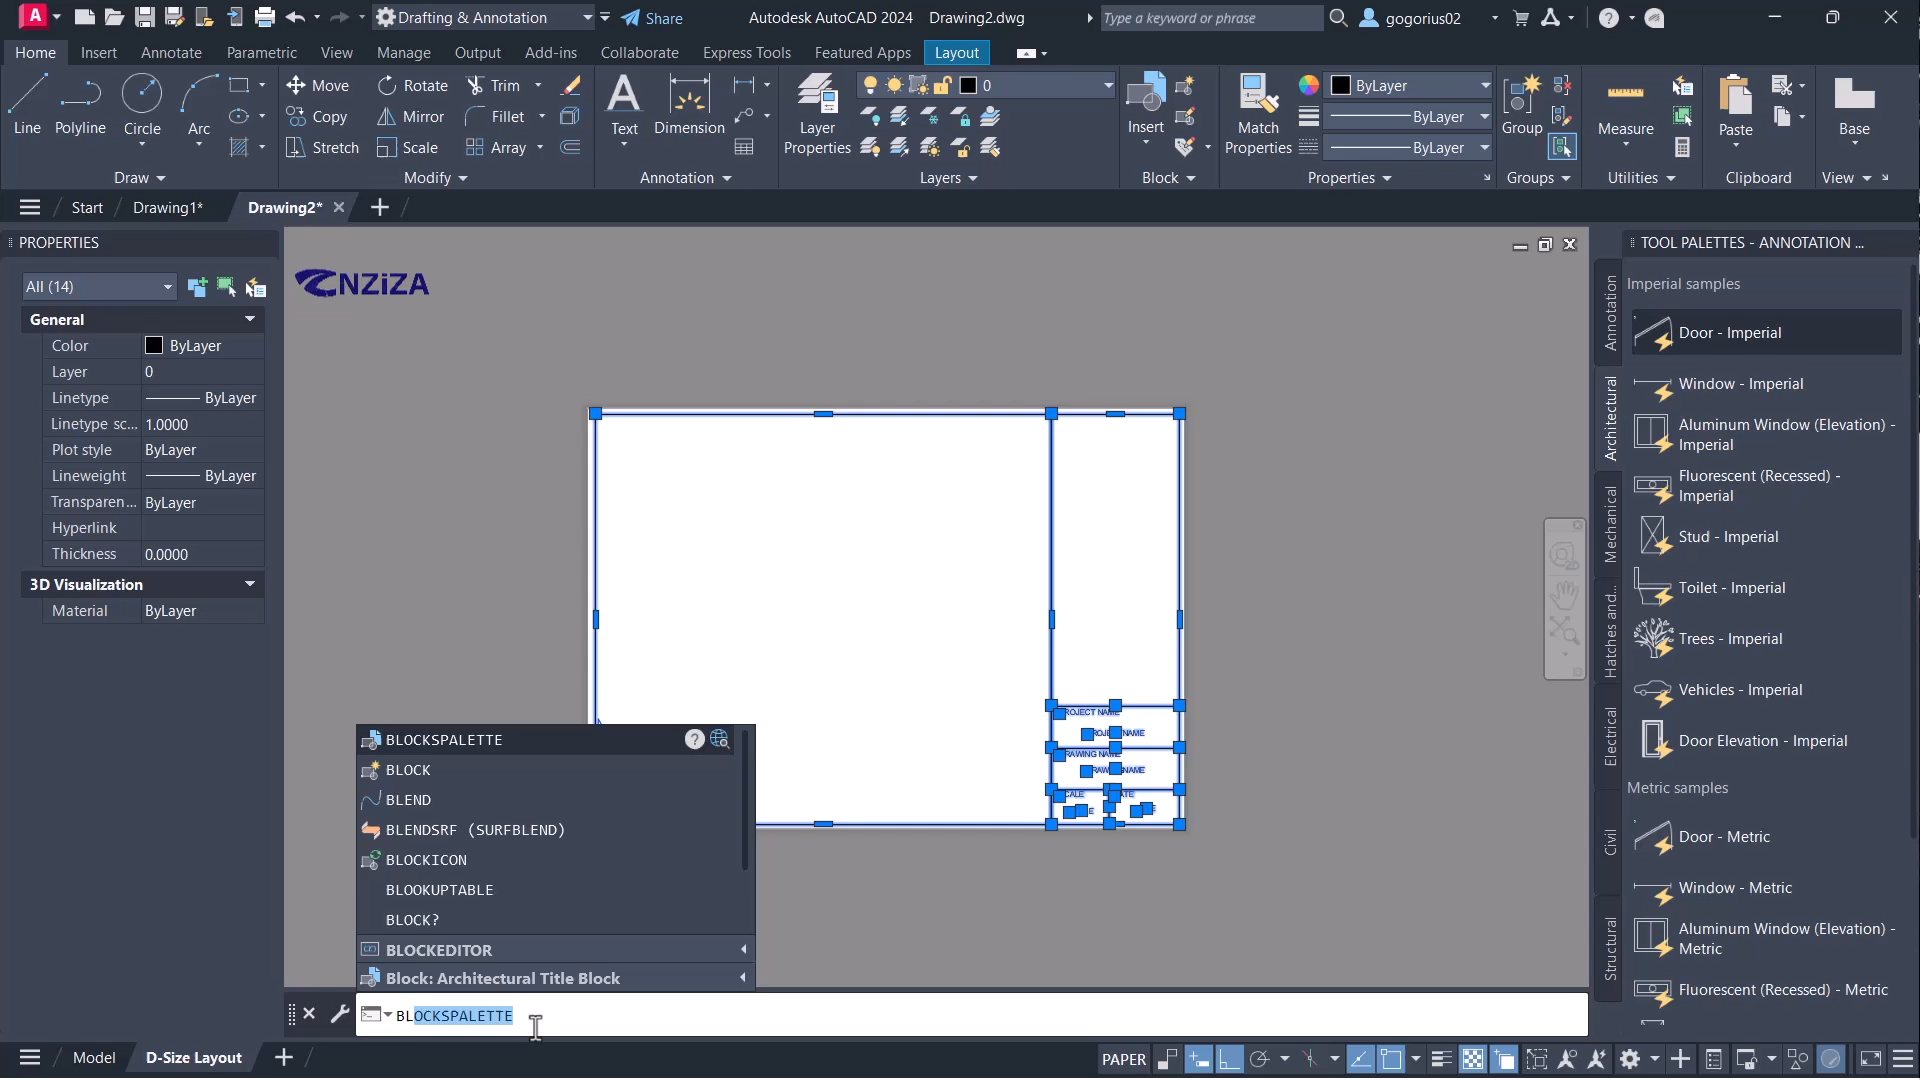 Drafting & Annotation
Share
Autodesk AutoCAD 2024 Drawing2.dwg
Type a keyword or phrase
gogorius02
Home Insert Annotate Parametric View Manage Output Add-ins Collaborate Express Tools Featured Apps Layout
Line Polyline Circle Arc
Move Rotate Trim
Copy Mirror Fillet
Stretch Scale Array
Text Dimension
Layer Properties
0
Insert
Match Properties
ByLayer
ByLayer
ByLayer
Group
Measure
Paste
Base
Draw Modify Annotation Layers Block Properties Groups Utilities Clipboard View
Start Drawing1* Drawing2*
PROPERTIES
All (14)
General
Color ByLayer
Layer 0
Linetype ByLayer
Linetype sc... 1.0000
Plot style ByLayer
Lineweight ByLayer
Transparen... ByLayer
Hyperlink
Thickness 0.0000
3D Visualization
Material ByLayer
NZiZA
PROJECT NAME
DRAWING NAME
BLOCKSPALETTE
BLOCK
BLEND
BLENDSRF (SURFBLEND)
BLOCKICON
BLOOKUPTABLE
BLOCK?
BLOCKEDITOR
Block: Architectural Title Block
BLOCKSPALETTE
TOOL PALETTES - ANNOTATION ...
Annotation
Architectural
Mechanical
Hatches and...
Electrical
Civil
Structural
Imperial samples
Door - Imperial
Window - Imperial
Aluminum Window (Elevation) -
Imperial
Fluorescent (Recessed) -
Imperial
Stud - Imperial
Toilet - Imperial
Trees - Imperial
Vehicles - Imperial
Door Elevation - Imperial
Metric samples
Door - Metric
Window - Metric
Aluminum Window (Elevation) -
Metric
Fluorescent (Recessed) - Metric
Model D-Size Layout
PAPER